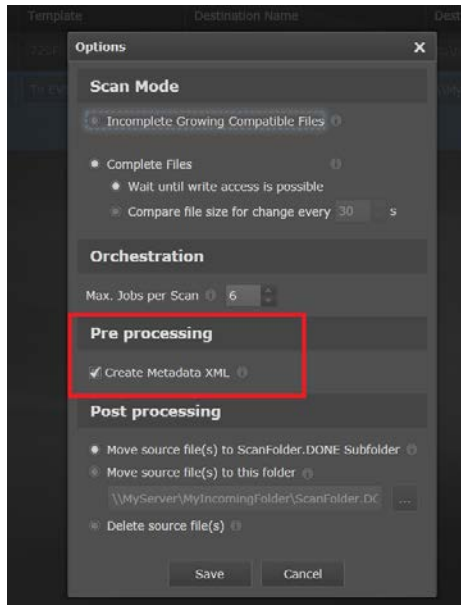 Template Destination Name Dest
Options X
Scan Mode
Incomplete Growing Compatible Files
Complete Files
Wait until write access is possible
Compare file size for change every 30 s
Orchestration
Max. Jobs per Scan 6
Pre processing
Create Metadata XML
Post processing
Move source file(s) to ScanFolder.DONE Subfolder
Move source file(s) to this folder
\\MyServer\MyIncomingFolder\ScanFolder.DO ...
Delete source file(s)
Save Cancel